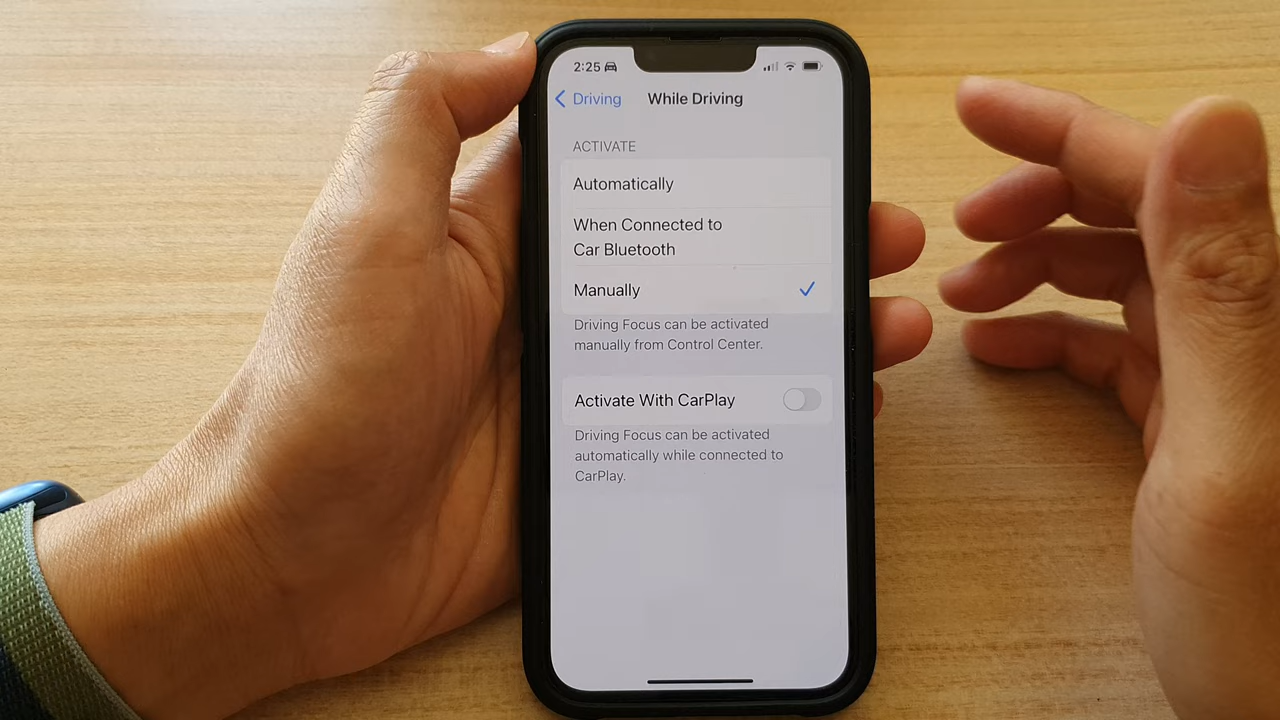 2:25
Driving While Driving
ACTIVATE
Automatically
When Connected to
Car Bluetooth
Manually
Driving Focus can be activated
manually from Control Center.
Activate With CarPlay
Driving Focus can be activated
automatically while connected to
CarPlay.